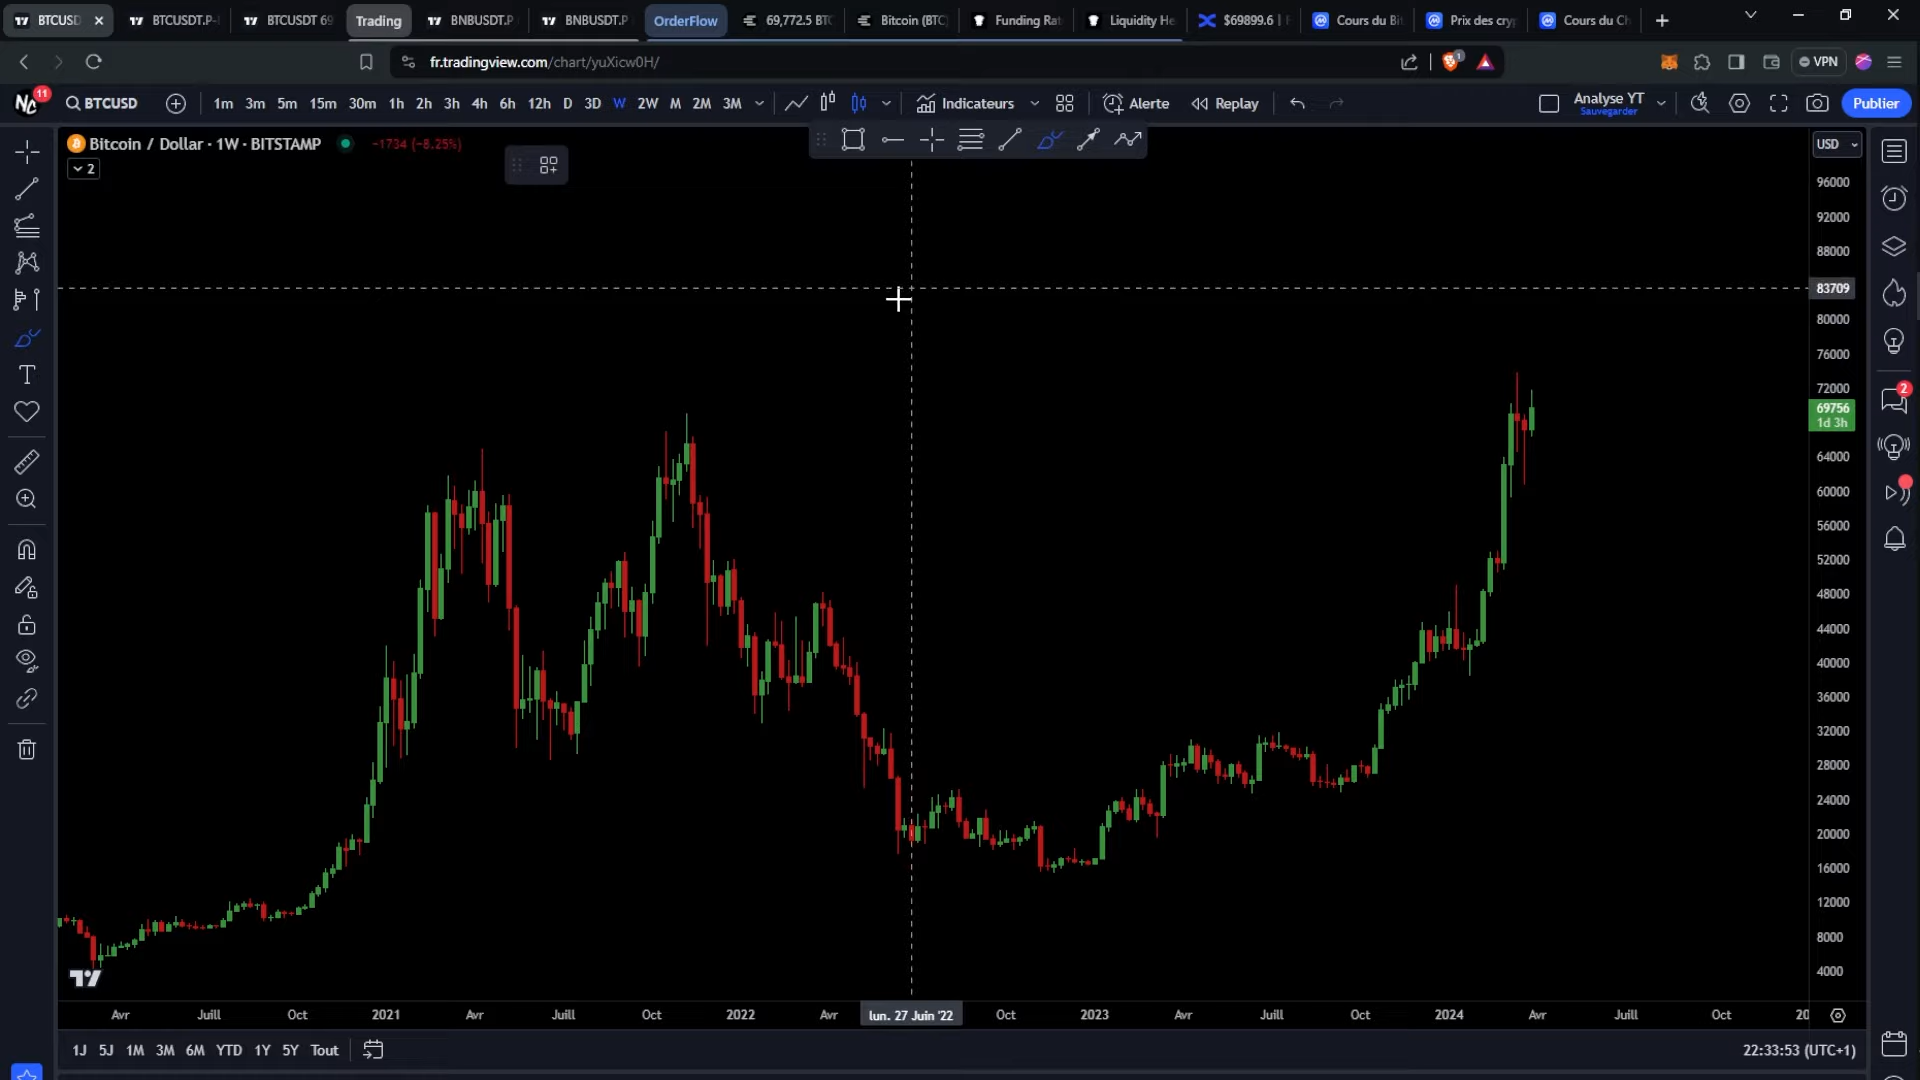 BTCUSD
BTCUSDT.P
BTCUSDT 69
Trading
BNBUSDT.P
BNBUSDT.P
OrderFlow
69,772.5 BTC
Bitcoin (BTC
Funding Rat
Liquidity He
$69899.6 |
Cours du Bi
Prix des cryp
Cours du Ch
fr.tradingview.com/chart/yuXicw0H/
1
VPN
11
BTCUSD
1m 3m 5m 15m 30m 1h 2h 3h 4h 6h 12h D 3D W 2W M 2M 3M
Indicateurs
Alerte
Replay
Analyse YT
Sauvegarder
Publier
Bitcoin / Dollar · 1W · BITSTAMP
−1734 (−8.25%)
2
USD
96000
92000
88000
83709
80000
76000
72000
69756
1d 3h
64000
60000
56000
52000
48000
44000
40000
36000
32000
28000
24000
20000
16000
12000
8000
4000
2
Avr Juill Oct 2021 Avr Juill Oct 2022 Avr lun. 27 Juin '22 Oct 2023 Avr Juill Oct 2024 Avr Juill Oct 20
1J 5J 1M 3M 6M YTD 1Y 5Y Tout
22:33:53 (UTC+1)